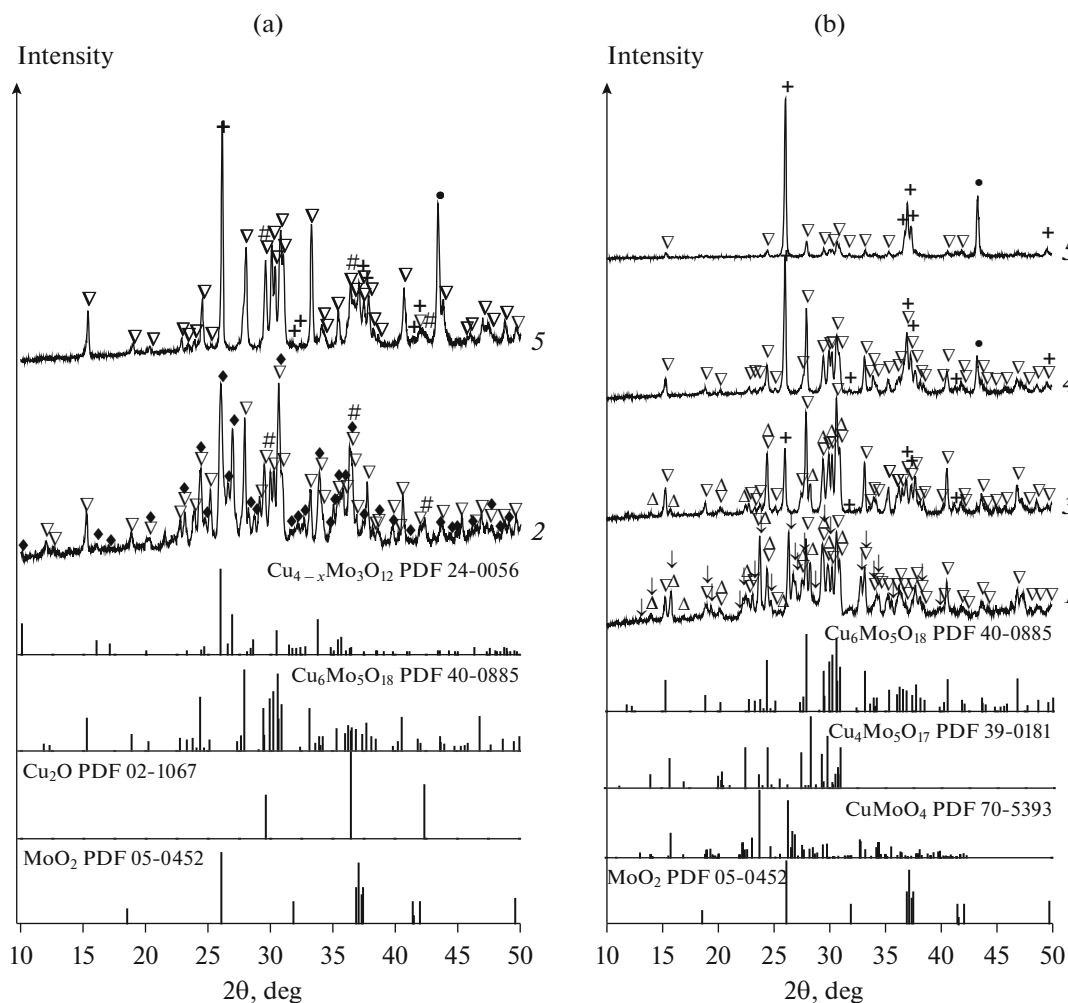 (a)
Intensity
5
2
Cu₄₋ₓMo₃O₁₂ PDF 24-0056
Cu₆Mo₅O₁₈ PDF 40-0885
Cu₂O PDF 02-1067
MoO₂ PDF 05-0452
10 15 20 25 30 35 40 45 50
2θ, deg
(b)
Intensity
5
4
3
1
Cu₆Mo₅O₁₈ PDF 40-0885
Cu₄Mo₅O₁₇ PDF 39-0181
CuMoO₄ PDF 70-5393
MoO₂ PDF 05-0452
10 15 20 25 30 35 40 45 50
2θ, deg